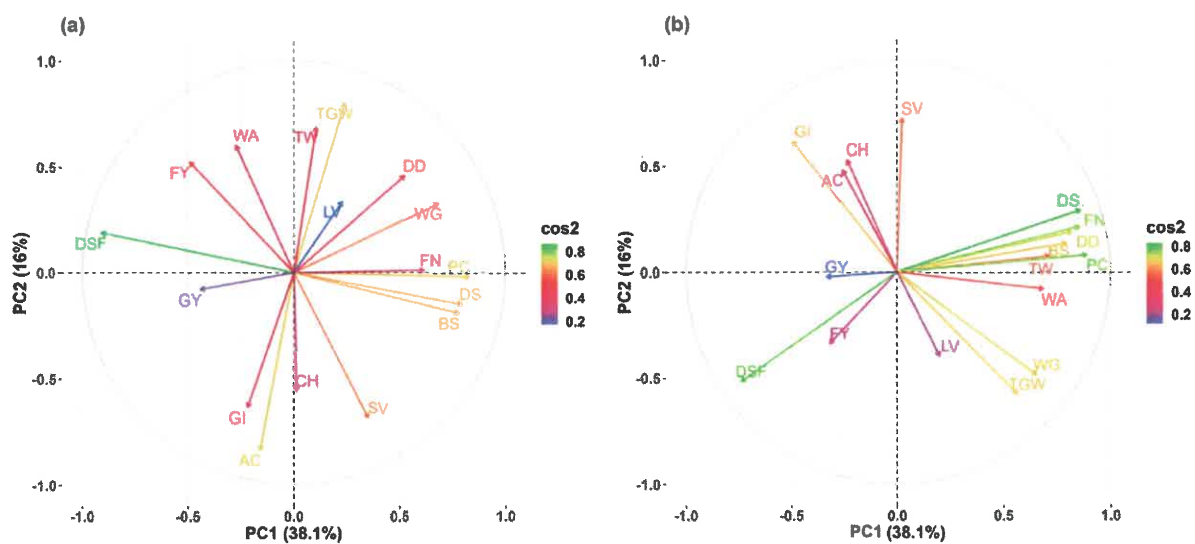 (a)
PC2 (16%)
1.0
0.5
0.0
-0.5
-1.0
-1.0
-0.5
0.0
0.5
1.0
PC1 (38.1%)
TGW
WA
TW
FY
DD
LV
WG
DSF
FN
PC
GY
DS
BS
CH
GI
SV
AC
cos2
0.8
0.6
0.4
0.2
(b)
PC2 (16%)
1.0
0.5
0.0
-0.5
-1.0
-1.0
-0.5
0.0
0.5
1.0
PC1 (38.1%)
SV
GI
CH
AC
DS
FN
DD
BS
TW
PC
GY
WA
FY
LV
DSF
WG
TGW
cos2
0.8
0.6
0.4
0.2